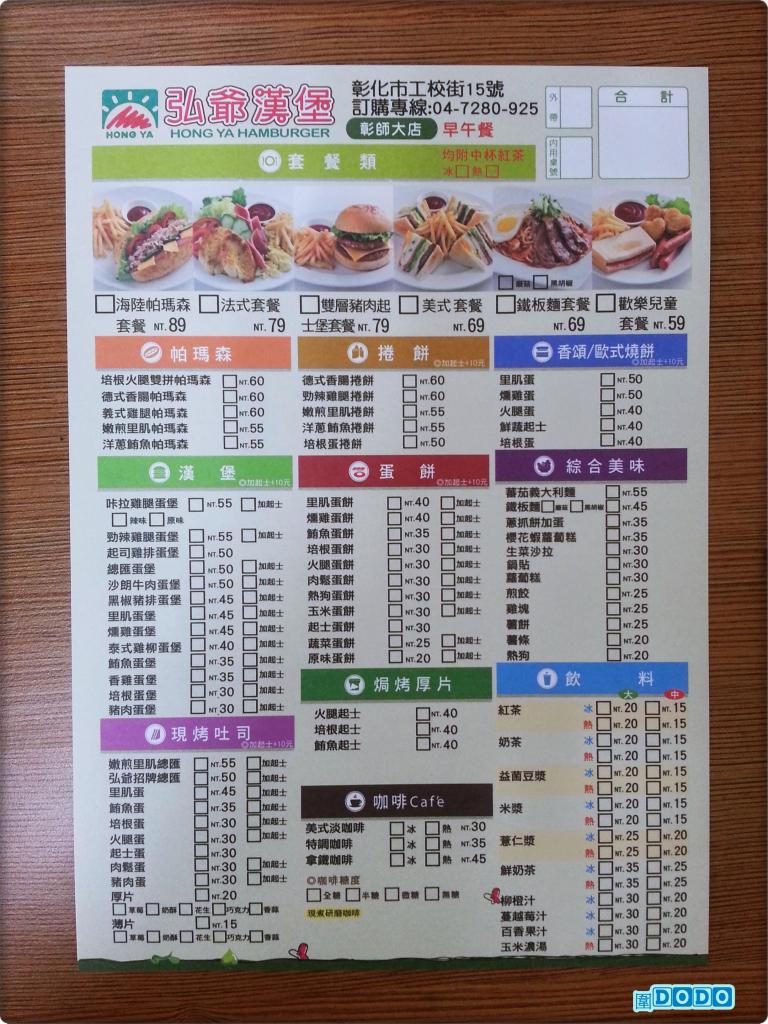 弘爺漢堡
HONG YA
HONG YA HAMBURGER
彰化市工校街15號
訂購專線:04-7280-925
彰師大店 早午餐
外帶
內用桌號
合計
套餐類 均附中杯紅茶
冰 熱
蘑菇 黑胡椒
海陸帕瑪森套餐 NT.89
法式套餐 NT.79
雙層豬肉起士堡套餐 NT.79
美式套餐 NT.69
鐵板麵套餐 NT.69
歡樂兒童套餐 NT.59
帕瑪森
培根火腿雙拼帕瑪森 NT.60
德式香腸帕瑪森 NT.60
義式雞腿帕瑪森 NT.60
嫩煎里肌帕瑪森 NT.55
洋蔥鮪魚帕瑪森 NT.55
捲餅 ◎加起士+10元
德式香腸捲餅 NT.60
勁辣雞腿捲餅 NT.60
嫩煎里肌捲餅 NT.55
洋蔥鮪魚捲餅 NT.55
培根蛋捲餅 NT.50
香頌/歐式燒餅 ◎加起士+10元
里肌蛋 NT.50
燻雞蛋 NT.50
火腿蛋 NT.40
鮮蔬起士 NT.40
培根蛋 NT.40
漢堡 ◎加起士+10元
咔拉雞腿蛋堡 NT.55 加起士
辣味 原味
勁辣雞腿蛋堡 NT.55 加起士
起司雞排蛋堡 NT.50
總匯蛋堡 NT.50 加起士
沙朗牛肉蛋堡 NT.50 加起士
黑椒豬排蛋堡 NT.45 加起士
里肌蛋堡 NT.45 加起士
燻雞蛋堡 NT.45 加起士
泰式雞柳蛋堡 NT.40 加起士
鮪魚蛋堡 NT.35 加起士
香雞蛋堡 NT.35 加起士
培根蛋堡 NT.30 加起士
豬肉蛋堡 NT.30 加起士
蛋餅 ◎加起士+10元
里肌蛋餅 NT.40 加起士
燻雞蛋餅 NT.40 加起士
鮪魚蛋餅 NT.35 加起士
培根蛋餅 NT.30 加起士
火腿蛋餅 NT.30 加起士
肉鬆蛋餅 NT.30 加起士
熱狗蛋餅 NT.30 加起士
玉米蛋餅 NT.30 加起士
起士蛋餅 NT.30
蔬菜蛋餅 NT.25 加起士
原味蛋餅 NT.20 加起士
綜合美味
蕃茄義大利麵 NT.55
鐵板麵 蘑菇 黑胡椒 NT.45
蔥抓餅加蛋 NT.35
櫻花蝦蘿蔔糕 NT.35
生菜沙拉 NT.30
鍋貼 NT.30
蘿蔔糕 NT.30
煎餃 NT.25
雞塊 NT.25
薯餅 NT.25
薯條 NT.20
熱狗 NT.20
現烤吐司 ◎加起士+10元
嫩煎里肌總匯 NT.55 加起士
弘爺招牌總匯 NT.50 加起士
里肌蛋 NT.45 加起士
鮪魚蛋 NT.35 加起士
培根蛋 NT.30 加起士
火腿蛋 NT.30 加起士
起士蛋 NT.30
肉鬆蛋 NT.30 加起士
豬肉蛋 NT.30 加起士
厚片 NT.20
草莓 奶酥 花生 巧克力 香蒜
薄片 NT.15
草莓 奶酥 花生 巧克力 香蒜
焗烤厚片
火腿起士 NT.40
培根起士 NT.40
鮪魚起士 NT.40
咖啡Cafe
美式淡咖啡 冰 熱 NT.30
特調咖啡 冰 熱 NT.35
拿鐵咖啡 冰 熱 NT.45
◎咖啡糖度
全糖 半糖 微糖 無糖
現煮研磨咖啡
飲料
大 中
紅茶 冰 NT.20 NT.15
熱 NT.20 NT.15
奶茶 冰 NT.20 NT.15
熱 NT.20 NT.15
益菌豆漿 冰 NT.20 NT.15
熱 NT.20 NT.15
米漿 冰 NT.20 NT.15
熱 NT.20 NT.15
薏仁漿 冰 NT.25 NT.20
熱 NT.25 NT.20
鮮奶茶 冰 NT.35 NT.25
熱 NT.35 NT.25
柳橙汁 冰 NT.30 NT.20
蔓越莓汁 冰 NT.30 NT.20
百香果汁 冰 NT.30 NT.20
玉米濃湯 熱 NT.30 NT.20
圍DODO